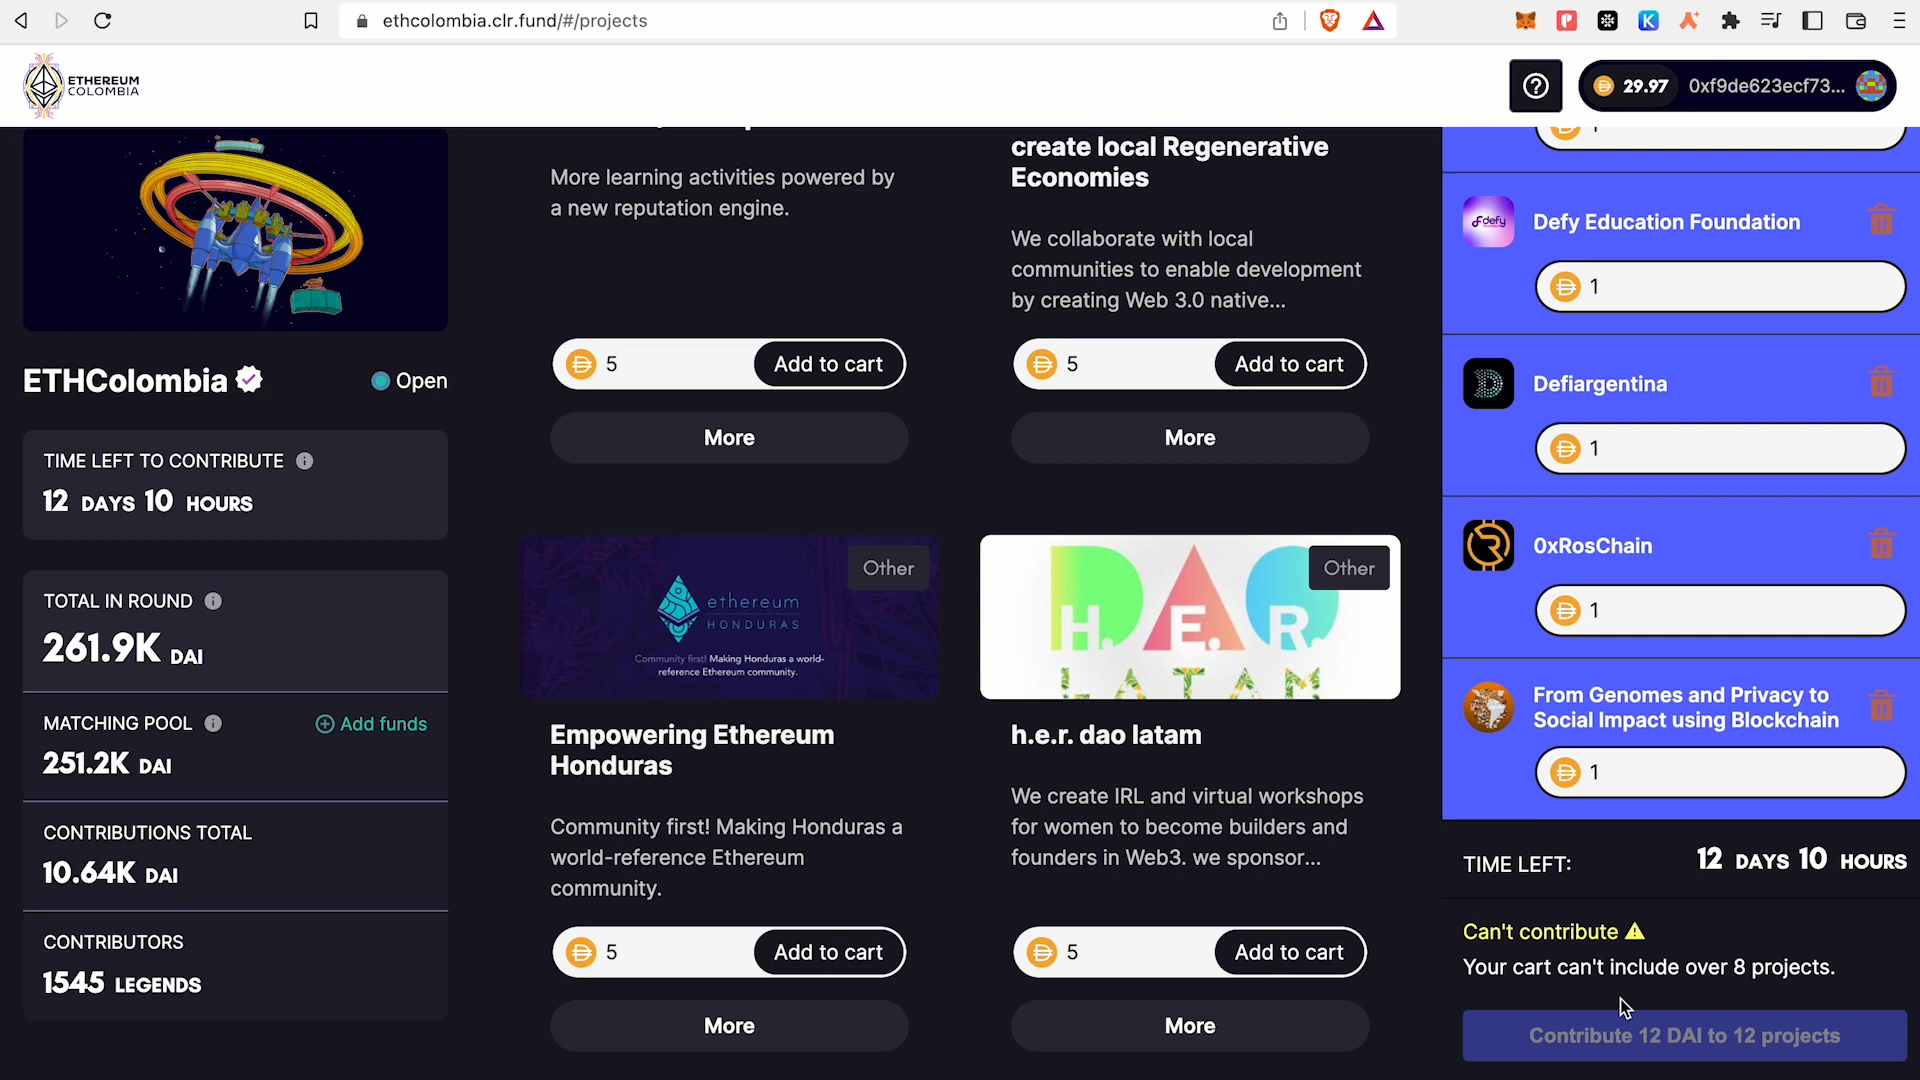 ethcolombia.clr.fund/#/projects
ETHEREUM
COLOMBIA
29.97 0xf9de623ecf73...
ETHColombia
Open
TIME LEFT TO CONTRIBUTE
12 DAYS 10 HOURS
TOTAL IN ROUND
261.9K DAI
MATCHING POOL
Add funds
251.2K DAI
CONTRIBUTIONS TOTAL
10.64K DAI
CONTRIBUTORS
1545 LEGENDS
More learning activities powered by
a new reputation engine.
5 Add to cart
More
create local Regenerative
Economies
We collaborate with local
communities to enable development
by creating Web 3.0 native...
5 Add to cart
More
Other
ethereum
HONDURAS
Community first! Making Honduras a world-
reference Ethereum community.
Empowering Ethereum
Honduras
Community first! Making Honduras a
world-reference Ethereum
community.
5 Add to cart
More
Other
H.E.R.
LATAM
h.e.r. dao latam
We create IRL and virtual workshops
for women to become builders and
founders in Web3. we sponsor...
5 Add to cart
More
defy
Defy Education Foundation
1
Defiargentina
1
0xRosChain
1
From Genomes and Privacy to
Social Impact using Blockchain
1
TIME LEFT: 12 DAYS 10 HOURS
Can't contribute
Your cart can't include over 8 projects.
Contribute 12 DAI to 12 projects